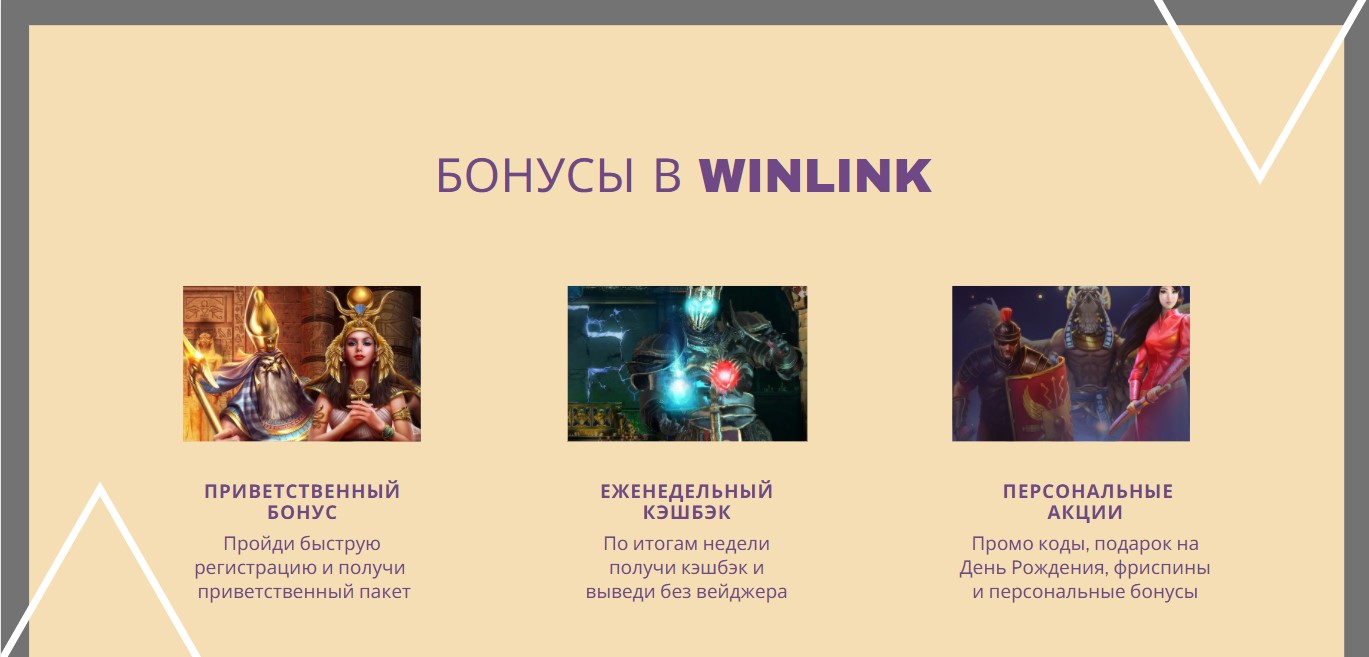 БОНУСЫ В WINLINK
ПРИВЕТСТВЕННЫЙ
БОНУС
Пройди быструю
регистрацию и получи
приветственный пакет
ЕЖЕНЕДЕЛЬНЫЙ
КЭШБЭК
По итогам недели
получи кэшбэк и
выведи без вейджера
ПЕРСОНАЛЬНЫЕ
АКЦИИ
Промо коды, подарок на
День Рождения, фриспины
и персональные бонусы